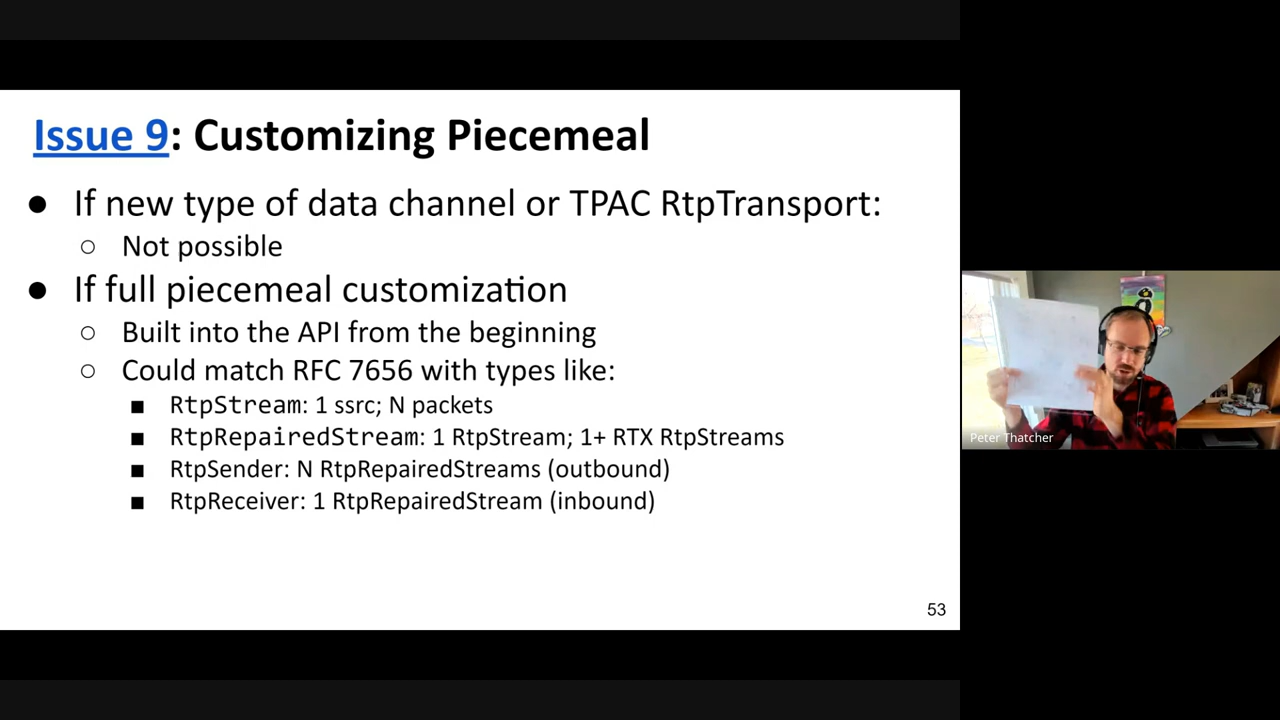 Issue 9: Customizing Piecemeal
● If new type of data channel or TPAC RtpTransport:
○ Not possible
● If full piecemeal customization
○ Built into the API from the beginning
○ Could match RFC 7656 with types like:
■ RtpStream: 1 ssrc; N packets
■ RtpRepairedStream: 1 RtpStream; 1+ RTX RtpStreams
■ RtpSender: N RtpRepairedStreams (outbound)
■ RtpReceiver: 1 RtpRepairedStream (inbound)
53
Peter Thatcher